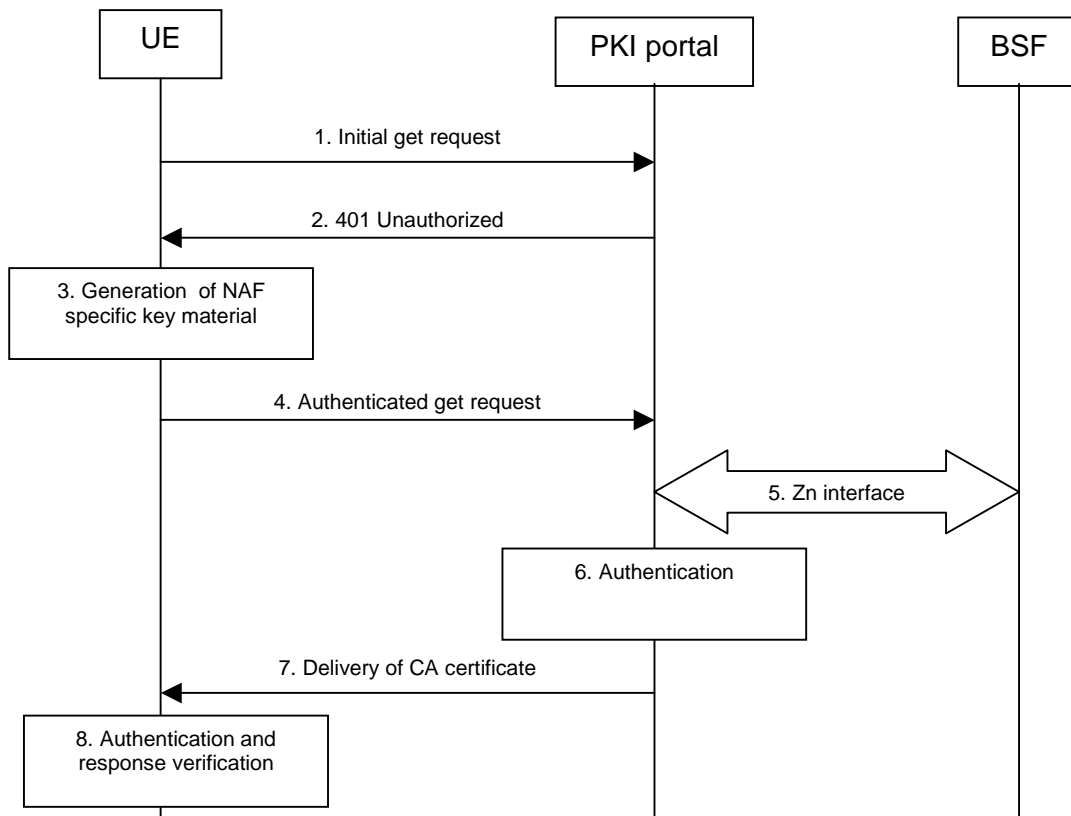 UE
PKI portal
BSF
1. Initial get request
2. 401 Unauthorized
3. Generation of NAF
specific key material
4. Authenticated get request
5. Zn interface
6. Authentication
7. Delivery of CA certificate
8. Authentication and
response verification